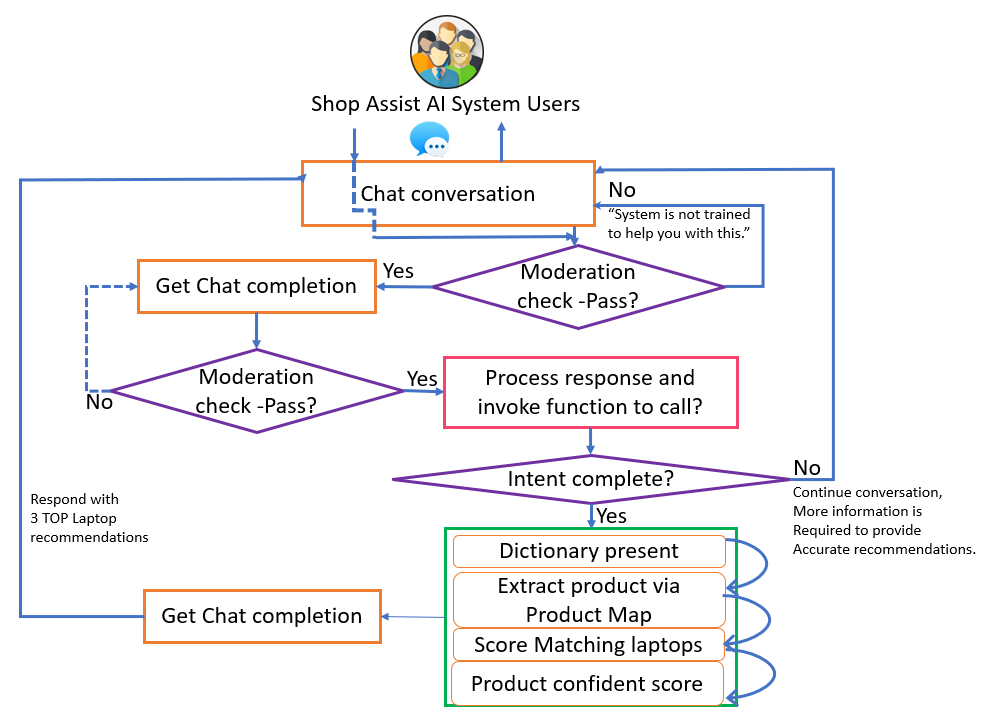 Shop Assist AI System Users
Chat conversation
No
“System is not trained
to help you with this.”
Moderation
check -Pass?
Yes
Get Chat completion
Moderation
check -Pass?
No
Yes
Process response and
invoke function to call?
Intent complete?
No
Continue conversation,
More information is
Required to provide
Accurate recommendations.
Yes
Dictionary present
Extract product via
Product Map
Score Matching laptops
Product confident score
Get Chat completion
Respond with
3 TOP Laptop
recommendations